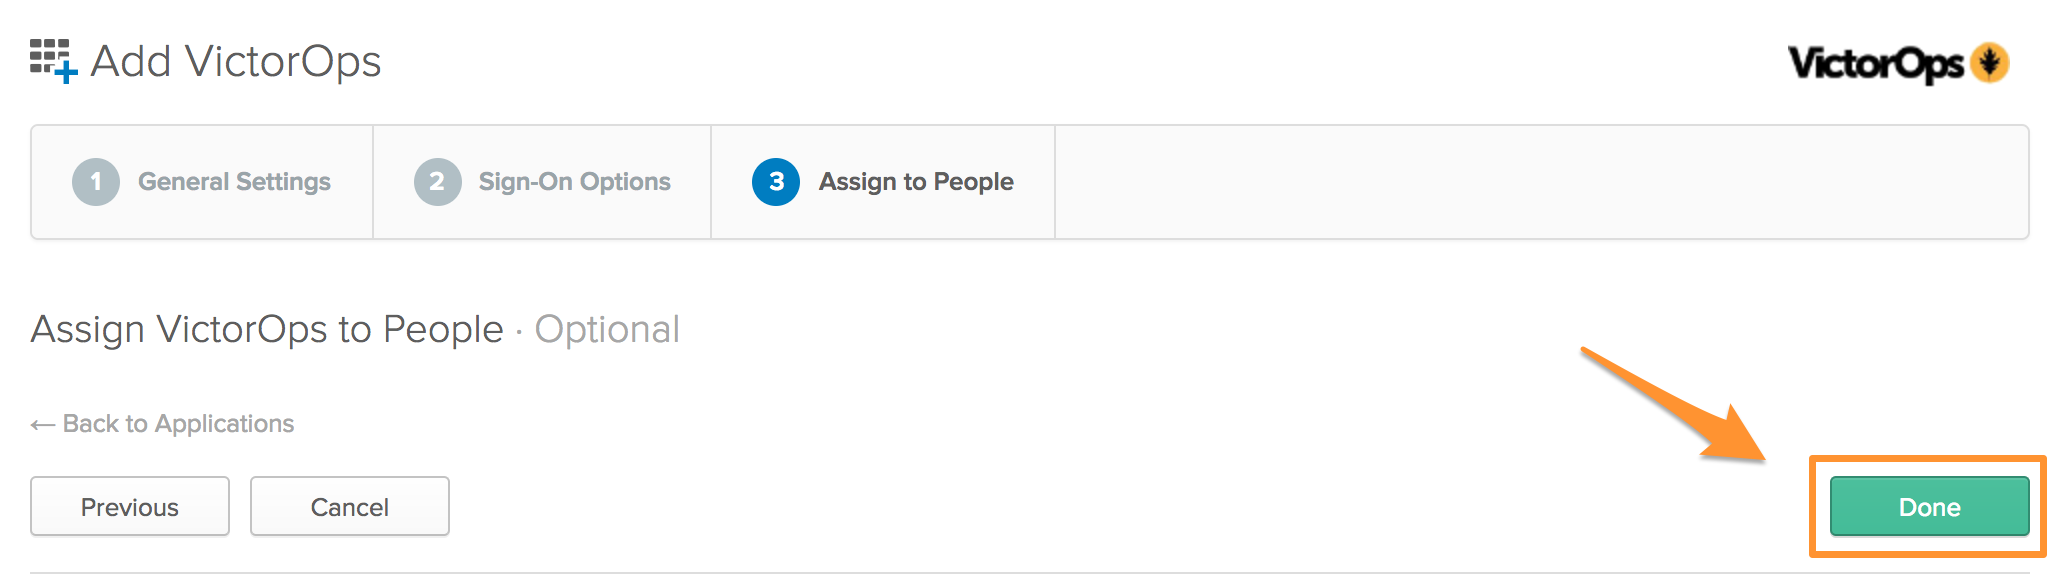 Add VictorOps
VictorOps
1 General Settings
2 Sign-On Options
3 Assign to People
Assign VictorOps to People · Optional
← Back to Applications
Previous
Cancel
Done